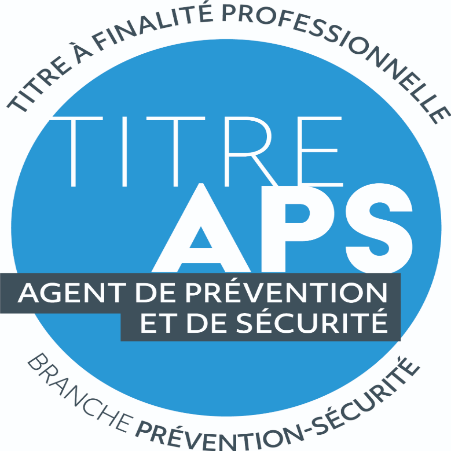 TITRE À FINALITÉ PROFESSIONNELLE
TITRE
APS
AGENT DE PRÉVENTION
ET DE SÉCURITÉ
BRANCHE PRÉVENTION-SÉCURITÉ